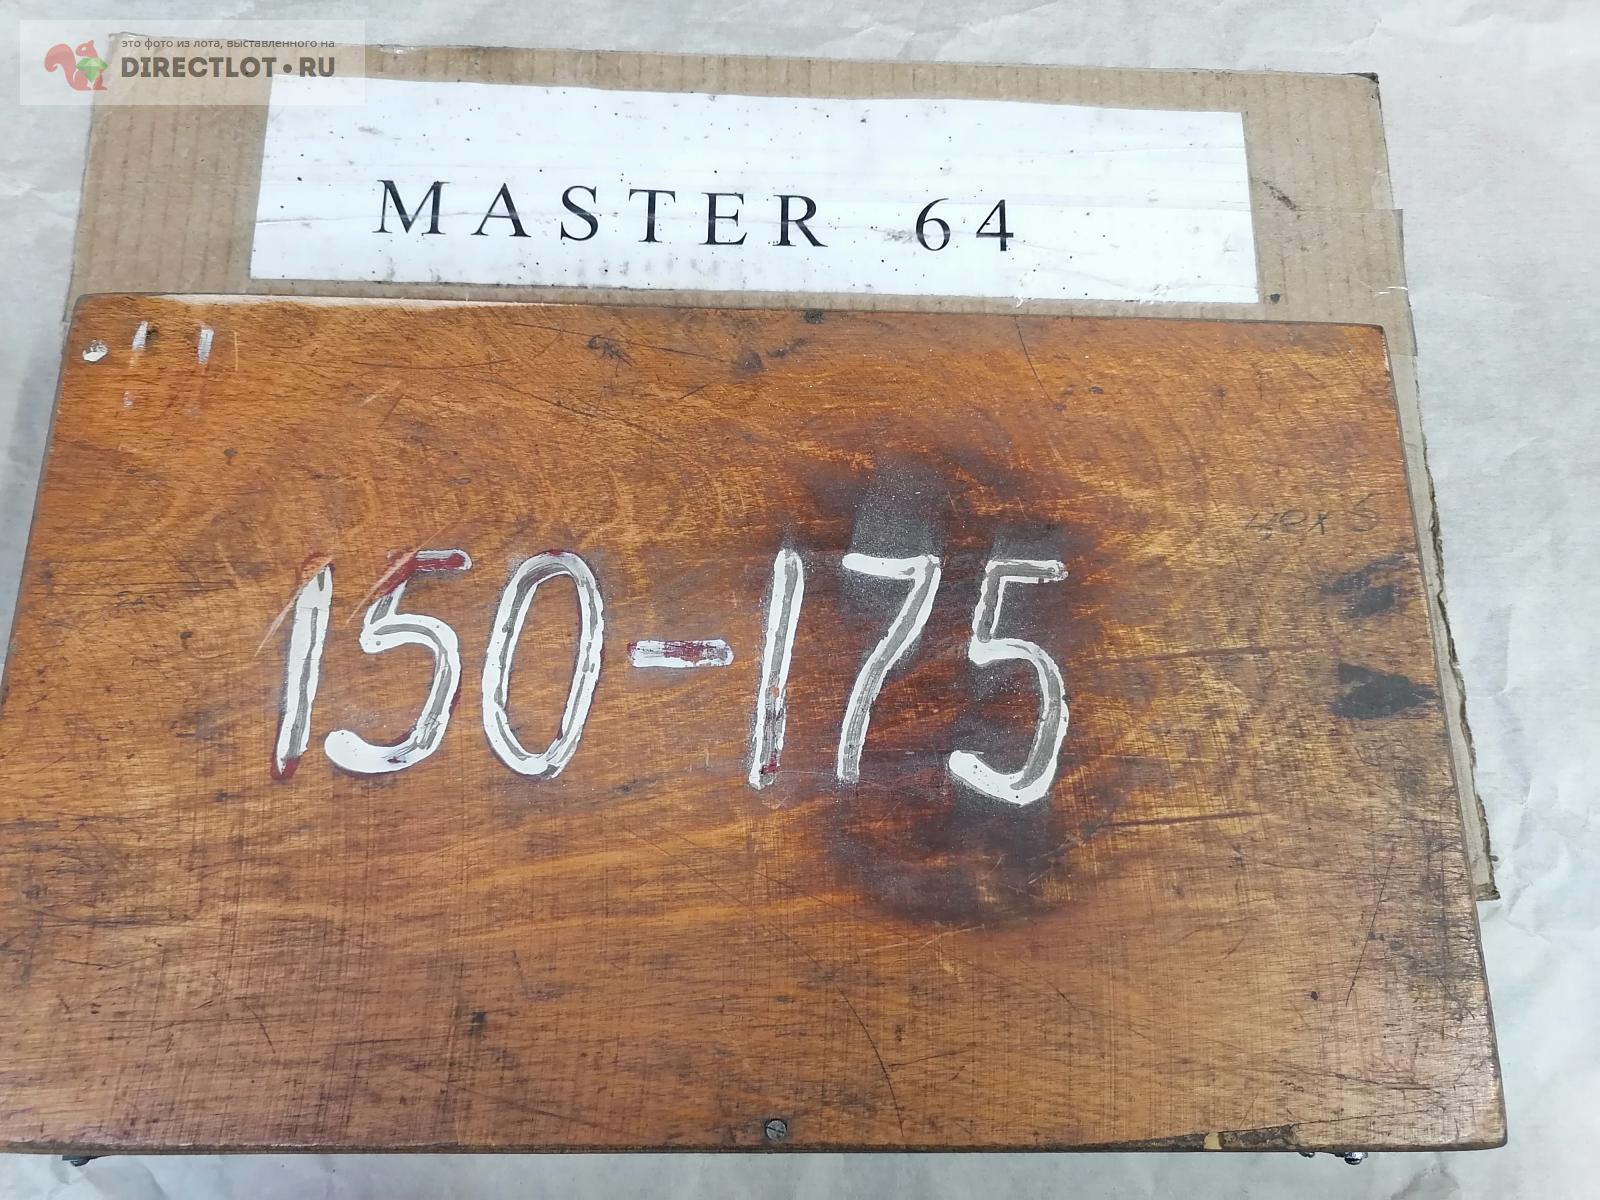 это фото из лота, выставленного на
DIRECTLOT.RU
MASTER 64
150-175